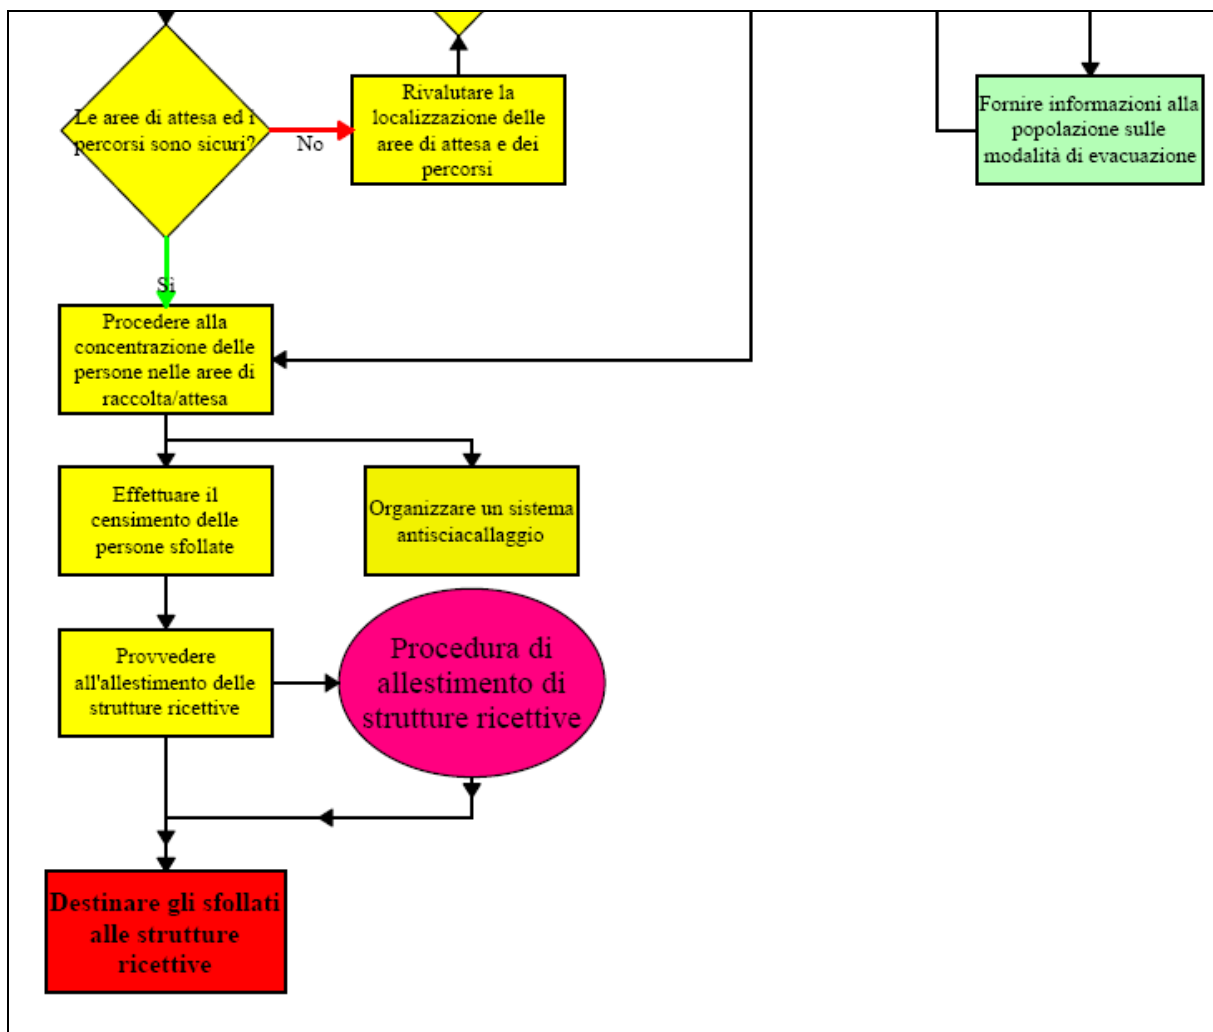 Le aree di attesa ed i
percorsi sono sicuri?
No
Rivalutare la
localizzazione delle
aree di attesa e dei
percorsi
Fornire informazioni alla
popolazione sulle
modalità di evacuazione
Sì
Procedere alla
concentrazione delle
persone nelle aree di
raccolta/attesa
Effettuare il
censimento delle
persone sfollate
Organizzare un sistema
antisciacallaggio
Provvedere
all'allestimento delle
strutture ricettive
Procedura di
allestimento di
strutture ricettive
Destinare gli sfollati
alle strutture
ricettive